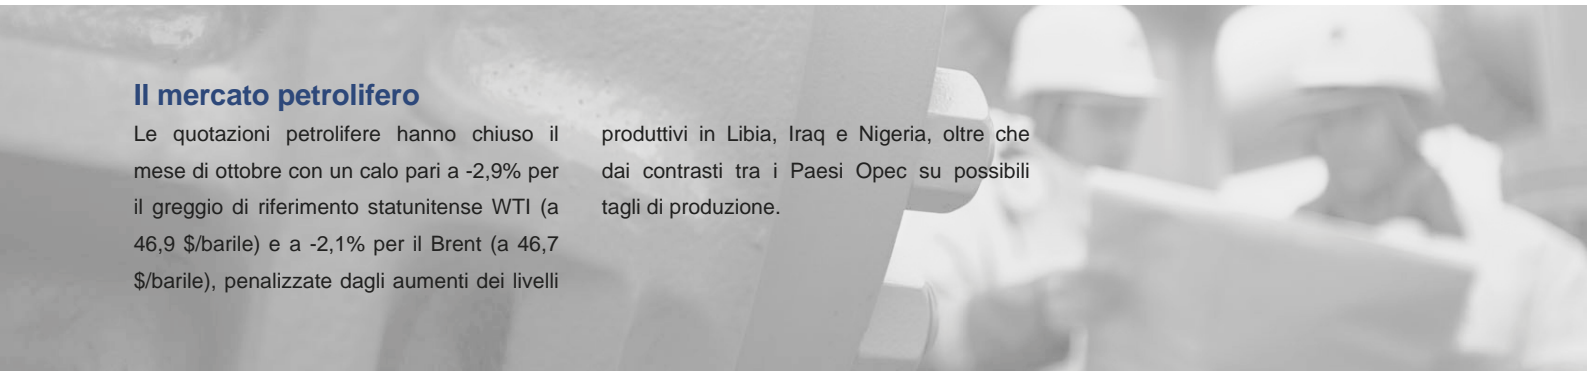 Il mercato petrolifero
Le quotazioni petrolifere hanno chiuso il
mese di ottobre con un calo pari a -2,9% per
il greggio di riferimento statunitense WTI (a
46,9 $/barile) e a -2,1% per il Brent (a 46,7
$/barile), penalizzate dagli aumenti dei livelli
produttivi in Libia, Iraq e Nigeria, oltre che
dai contrasti tra i Paesi Opec su possibili
tagli di produzione.